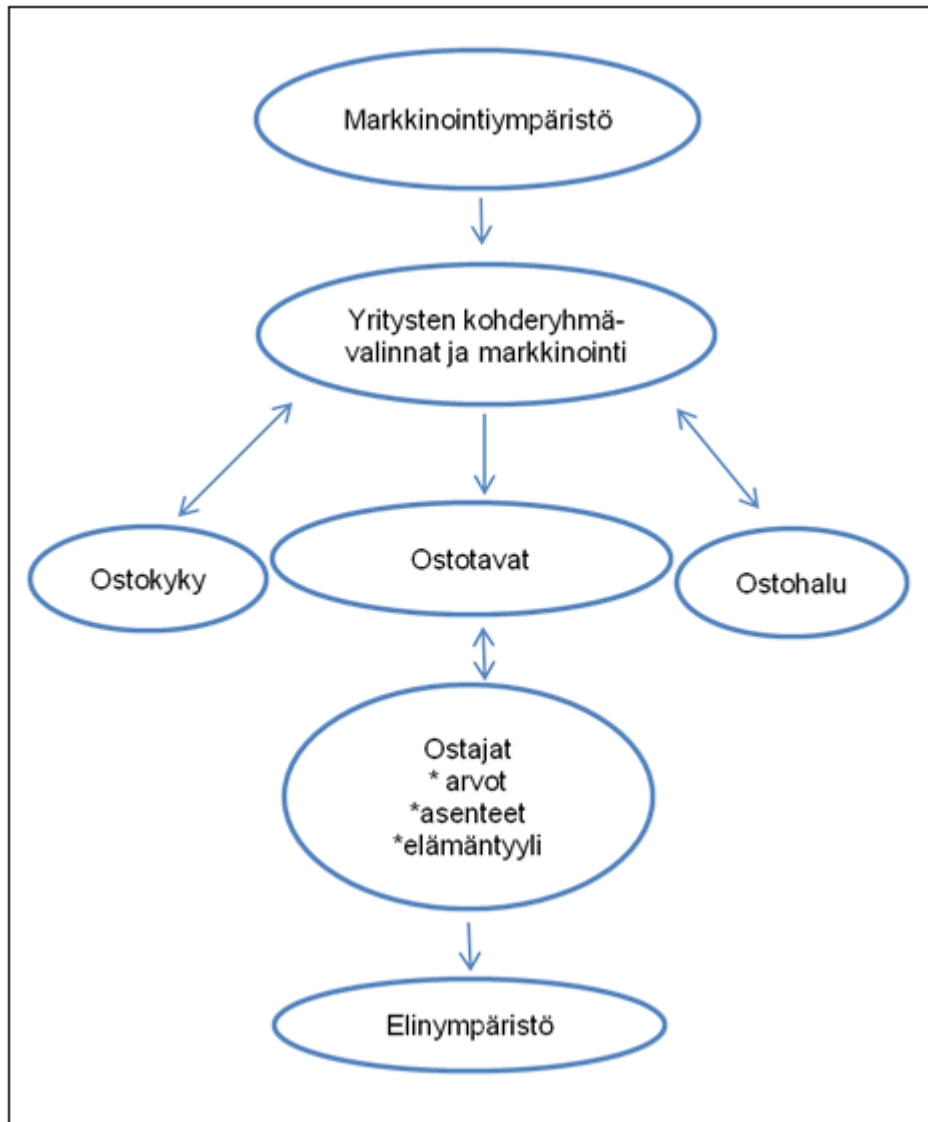 Markkinointiympäristö
Yritysten kohderyhmä-
valinnat ja markkinointi
Ostokyky
Ostotavat
Ostohalu
Ostajat
* arvot
*asenteet
*elämäntyyli
Elinympäristö